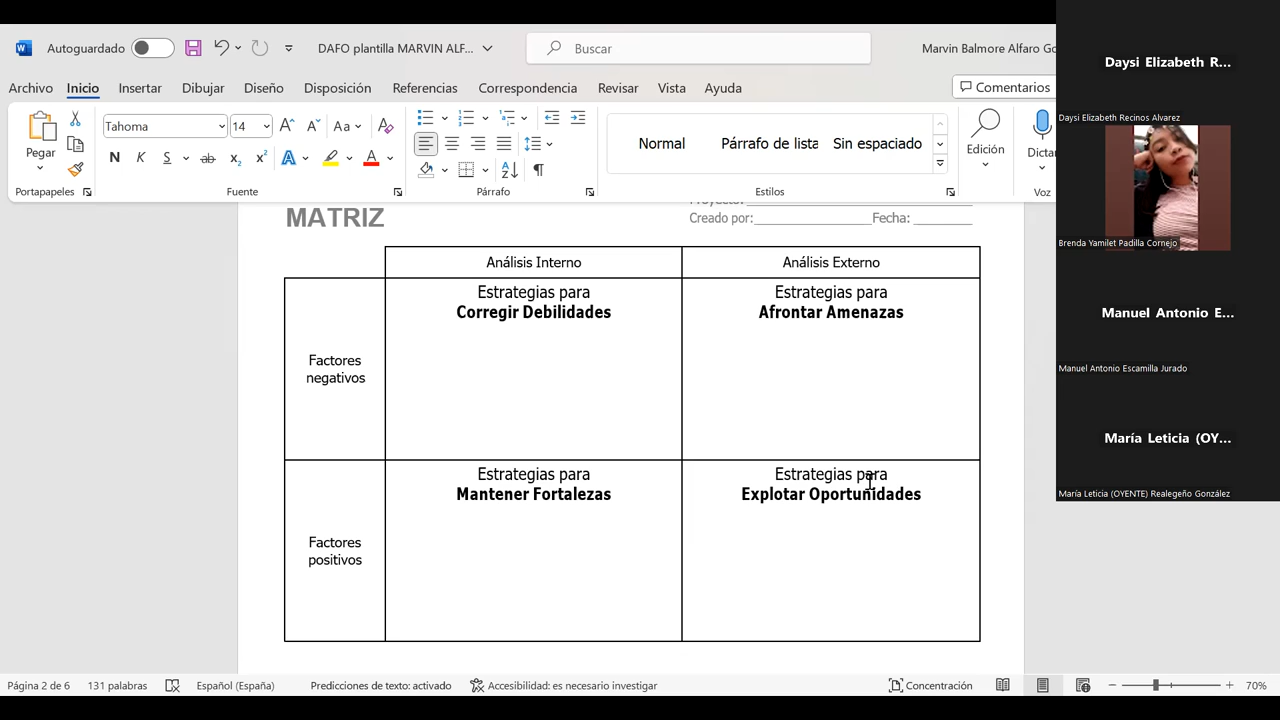 Autoguardado
DAFO plantilla MARVIN ALF...
Buscar
Marvin Balmore Alfaro Go
Archivo Inicio Insertar Dibujar Diseño Disposición Referencias Correspondencia Revisar Vista Ayuda
Comentarios
Pegar
Tahoma 14
Normal Párrafo de lista Sin espaciado
Edición
Dictar
Portapapeles Fuente Párrafo Estilos Voz
MATRIZ
Proyecto:
Creado por: Fecha:
Análisis Interno Análisis Externo
Factores
negativos
Estrategias para
Corregir Debilidades
Estrategias para
Afrontar Amenazas
Factores
positivos
Estrategias para
Mantener Fortalezas
Estrategias para
Explotar Oportunidades
Página 2 de 6 131 palabras Español (España) Predicciones de texto: activado Accesibilidad: es necesario investigar Concentración 70%
Daysi Elizabeth R...
Daysi Elizabeth Recinos Alvarez
Brenda Yamilet Padilla Cornejo
Manuel Antonio E...
Manuel Antonio Escamilla Jurado
María Leticia (OY...
María Leticia (OYENTE) Realegeño González